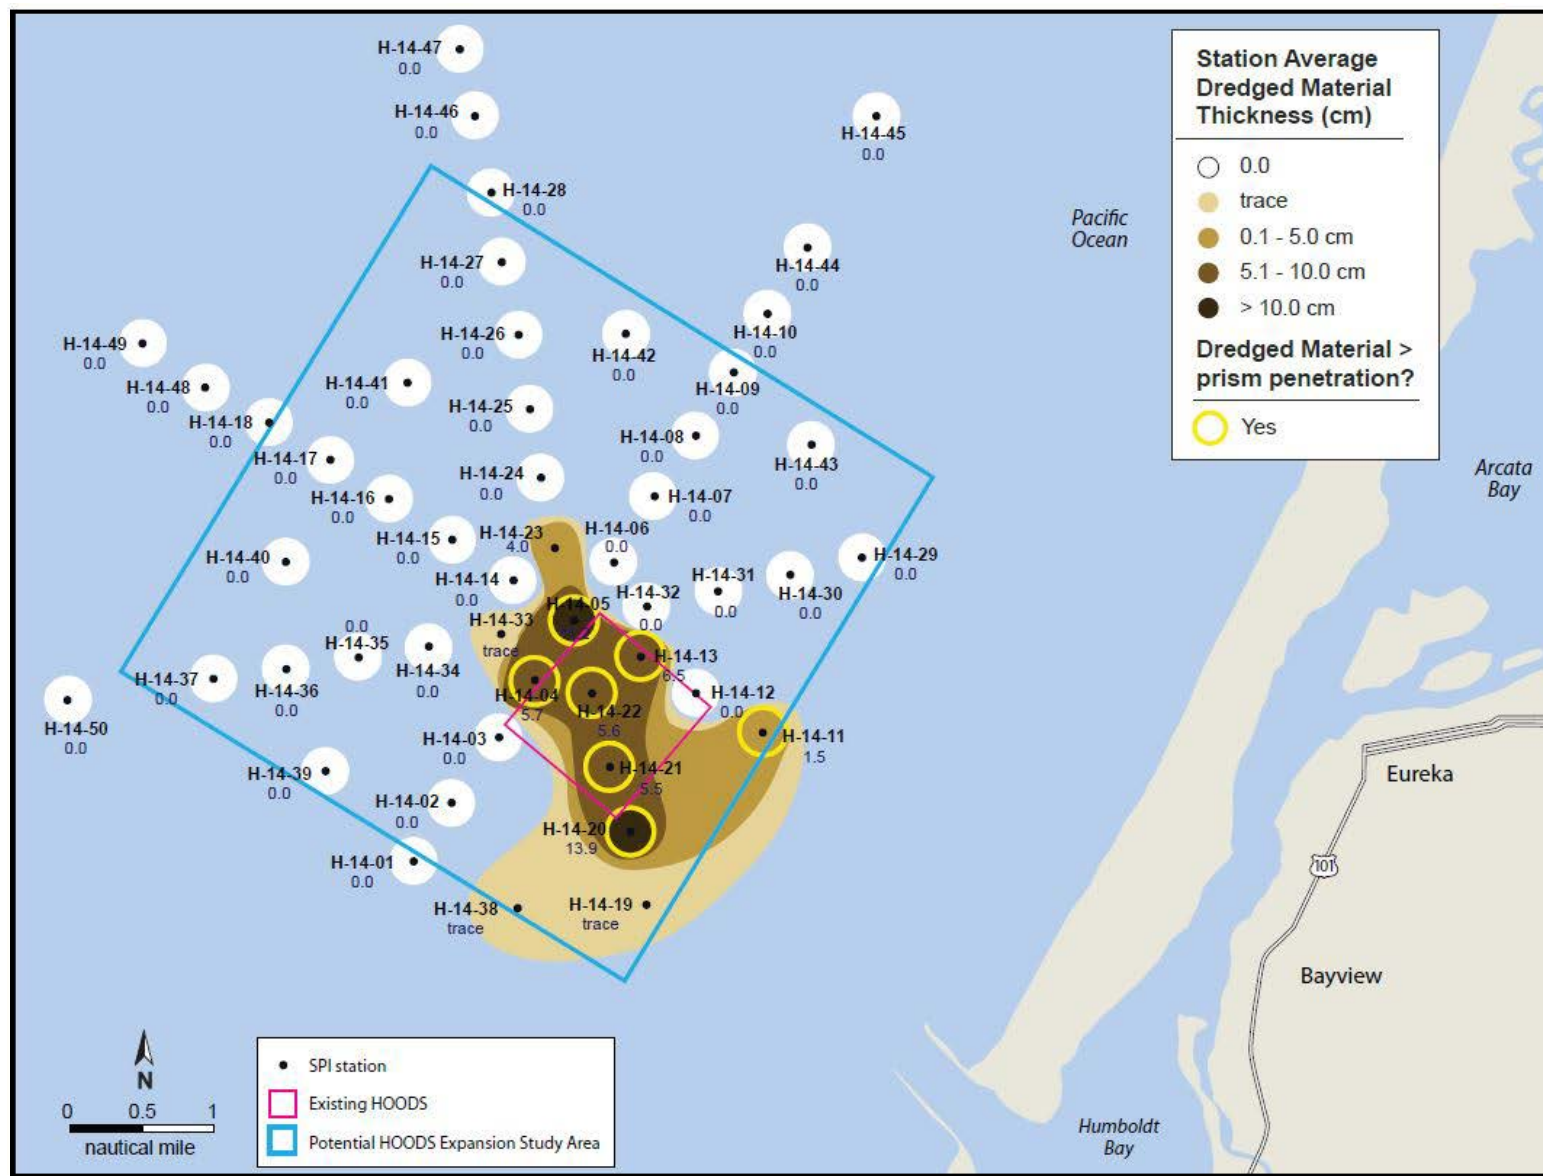 H-14-47
0.0
H-14-46
0.0
H-14-45
0.0
H-14-28
0.0
H-14-27
0.0
H-14-44
0.0
H-14-10
0.0
H-14-26
0.0
H-14-42
0.0
H-14-49
0.0
H-14-48
0.0
H-14-41
0.0
H-14-09
0.0
H-14-18
0.0
H-14-25
0.0
H-14-08
0.0
H-14-43
0.0
H-14-17
0.0
H-14-24
0.0
H-14-16
0.0
H-14-07
0.0
H-14-15
0.0
H-14-23
4.0
H-14-06
0.0
H-14-29
0.0
H-14-40
0.0
H-14-14
0.0
H-14-31
0.0
H-14-30
0.0
H-14-32
0.0
H-14-05
H-14-33
trace
0.0
H-14-35
H-14-34
0.0
H-14-13
6.5
H-14-37
0.0
H-14-36
0.0
H-14-04
5.7
H-14-22
5.6
H-14-12
0.0
H-14-50
0.0
H-14-03
0.0
H-14-11
1.5
H-14-39
0.0
H-14-21
5.5
H-14-02
0.0
H-14-20
13.9
H-14-01
0.0
H-14-38
trace
H-14-19
trace
Pacific
Ocean
Station Average
Dredged Material
Thickness (cm)
0.0
trace
0.1 - 5.0 cm
5.1 - 10.0 cm
> 10.0 cm
Dredged Material >
prism penetration?
Yes
Arcata
Bay
Eureka
101
Bayview
Humboldt
Bay
N
0 0.5 1
nautical mile
SPI station
Existing HOODS
Potential HOODS Expansion Study Area